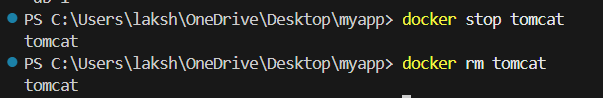 PS C:\Users\laksh\OneDrive\Desktop\myapp> docker stop tomcat
tomcat
PS C:\Users\laksh\OneDrive\Desktop\myapp> docker rm tomcat
tomcat